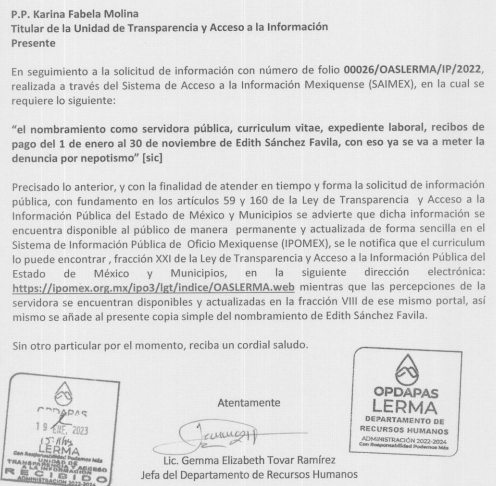 P.P. Karina Fabela Molina
Titular de la Unidad de Transparencia y Acceso a la Información
Presente
En seguimiento a la solicitud de información con número de folio 00026/OASLERMA/IP/2022,
realizada a través del Sistema de Acceso a la Información Mexiquense (SAIMEX), en la cual se
requiere lo siguiente:
“el nombramiento como servidora pública, curriculum vitae, expediente laboral, recibos de
pago del 1 de enero al 30 de noviembre de Edith Sánchez Favila, con eso ya se va a meter la
denuncia por nepotismo” [sic]
Precisado lo anterior, y con la finalidad de atender en tiempo y forma la solicitud de información
pública, con fundamento en los artículos 59 y 160 de la Ley de Transparencia y Acceso a la
Información Pública del Estado de México y Municipios se advierte que dicha información se
encuentra disponible al público de manera permanente y actualizada de forma sencilla en el
Sistema de Información Pública de Oficio Mexiquense (IPOMEX), se le notifica que el curriculum
lo puede encontrar , fracción XXI de la Ley de Transparencia y Acceso a la Información Pública del
Estado de México y Municipios, en la siguiente dirección electrónica:
https://ipomex.org.mx/ipo3/lgt/indice/OASLERMA.web mientras que las percepciones de la
servidora se encuentran disponibles y actualizadas en la fracción VIII de ese mismo portal, así
mismo se añade al presente copia simple del nombramiento de Edith Sánchez Favila.
Sin otro particular por el momento, reciba un cordial saludo.
OPDAPAS
LERMA
DEPARTAMENTO DE
RECURSOS HUMANOS
ADMINISTRACIÓN 2022-2024
Con Responsabilidad Podemos Más
OPDAPAS
19 ENE. 2023
LERMA
Con Responsabilidad Podemos Más
UNIDAD DE
TRANSPARENCIA Y ACCESO
A LA INFORMACIÓN
RECIBIDO
ADMINISTRACIÓN 2022-2024
Atentamente
Lic. Gemma Elizabeth Tovar Ramírez
Jefa del Departamento de Recursos Humanos